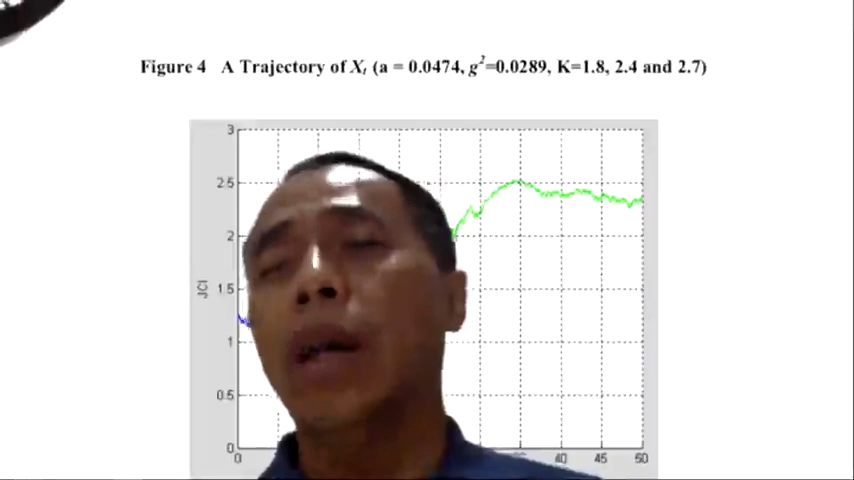 Figure 4 A Trajectory of Xt (a = 0.0474, g²=0.0289, K=1.8, 2.4 and 2.7)
3
2.5
2
JCI
1.5
1
0.5
0
0 40 45 50